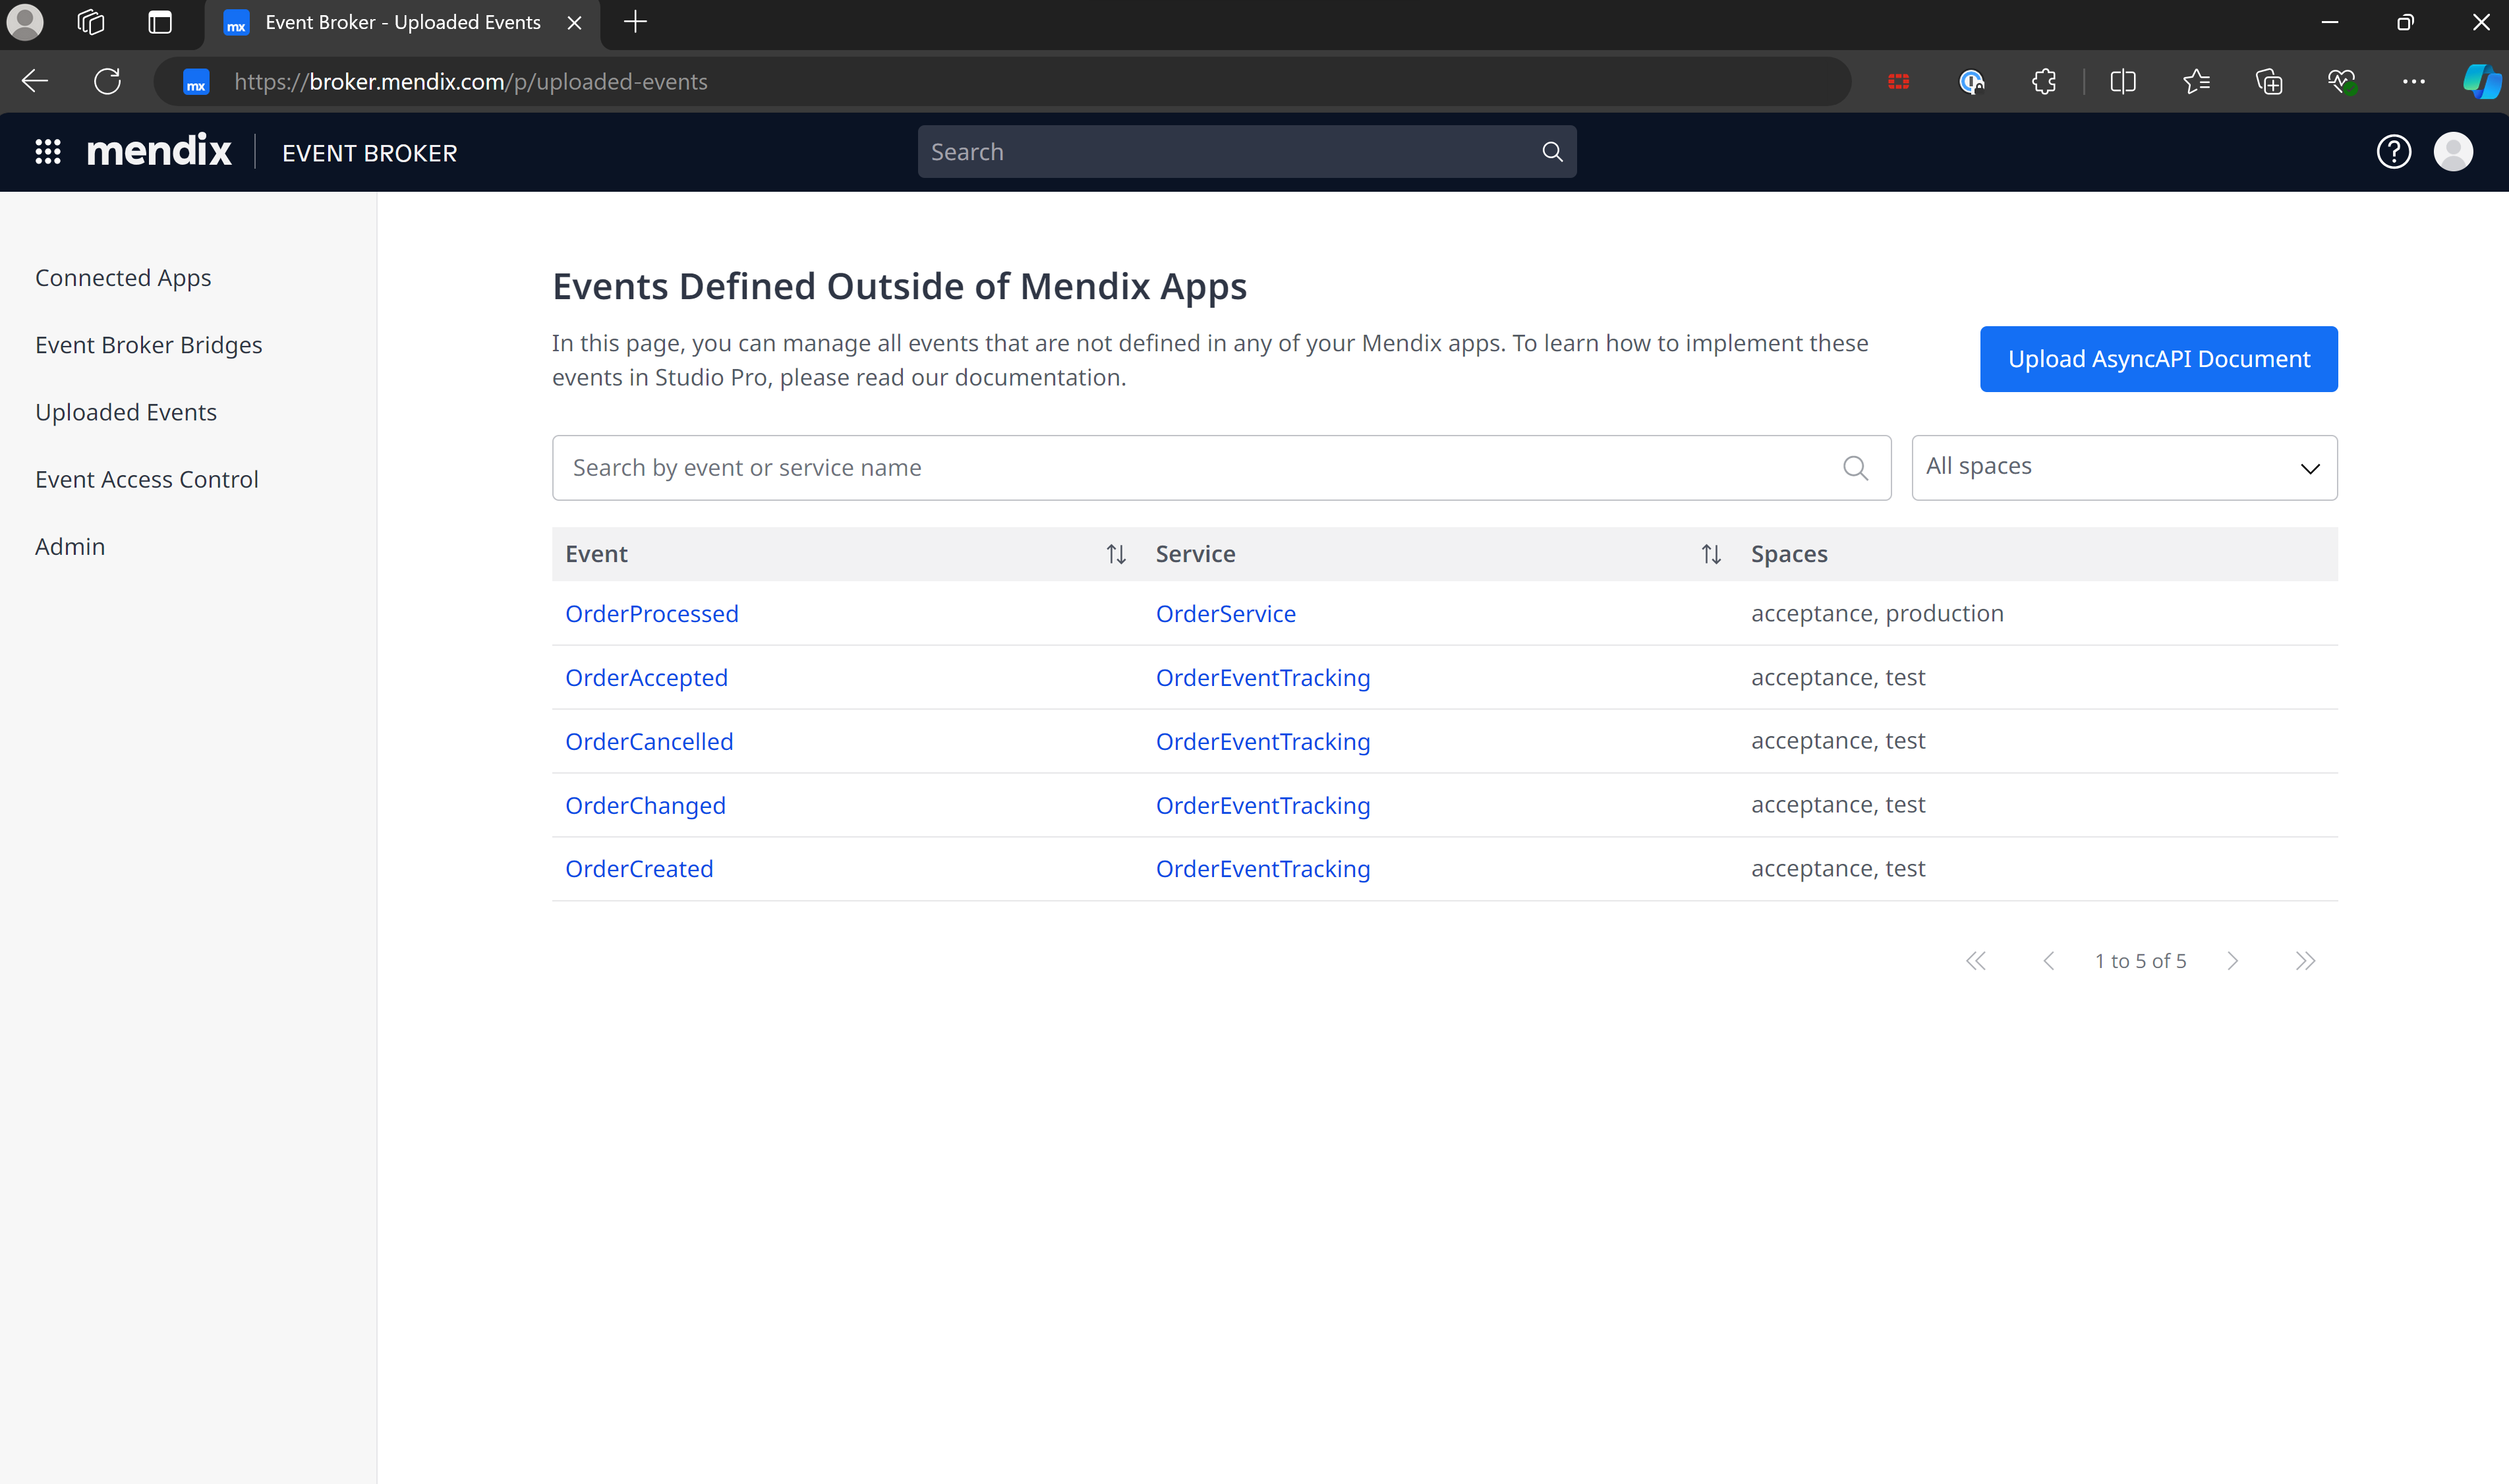 mx Event Broker - Uploaded Events
mx https://broker.mendix.com/p/uploaded-events
mendix EVENT BROKER Search
Connected Apps
Event Broker Bridges
Uploaded Events
Event Access Control
Admin
Events Defined Outside of Mendix Apps
In this page, you can manage all events that are not defined in any of your Mendix apps. To learn how to implement these
events in Studio Pro, please read our documentation.
Upload AsyncAPI Document
Search by event or service name All spaces
Event Service Spaces
OrderProcessed OrderService acceptance, production
OrderAccepted OrderEventTracking acceptance, test
OrderCancelled OrderEventTracking acceptance, test
OrderChanged OrderEventTracking acceptance, test
OrderCreated OrderEventTracking acceptance, test
1 to 5 of 5